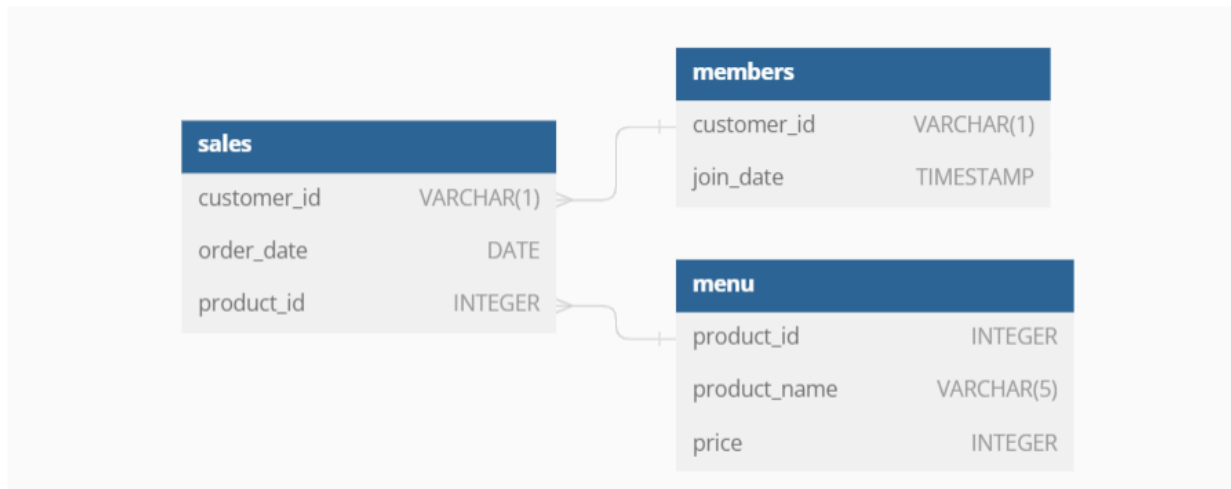 sales
customer_id VARCHAR(1)
order_date DATE
product_id INTEGER
members
customer_id VARCHAR(1)
join_date TIMESTAMP
menu
product_id INTEGER
product_name VARCHAR(5)
price INTEGER